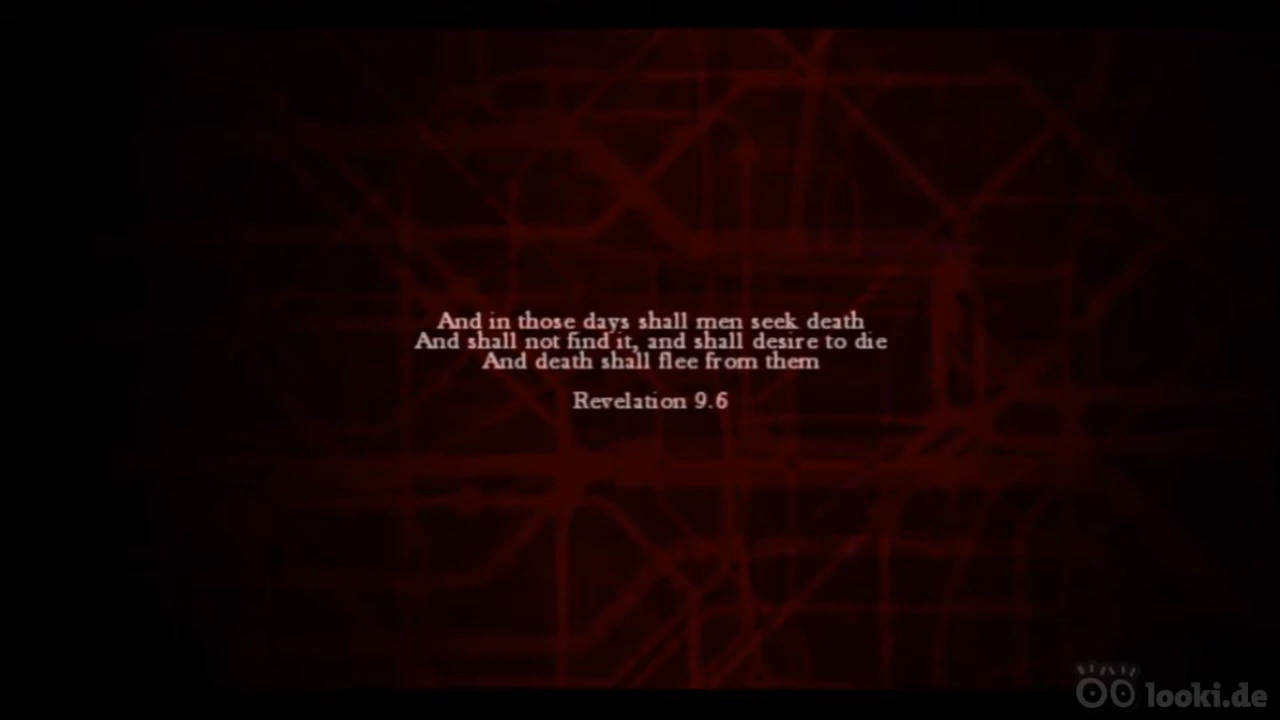 And in those days shall men seek death
And shall not find it, and shall desire to die
And death shall flee from them
Revelation 9.6
looki.de